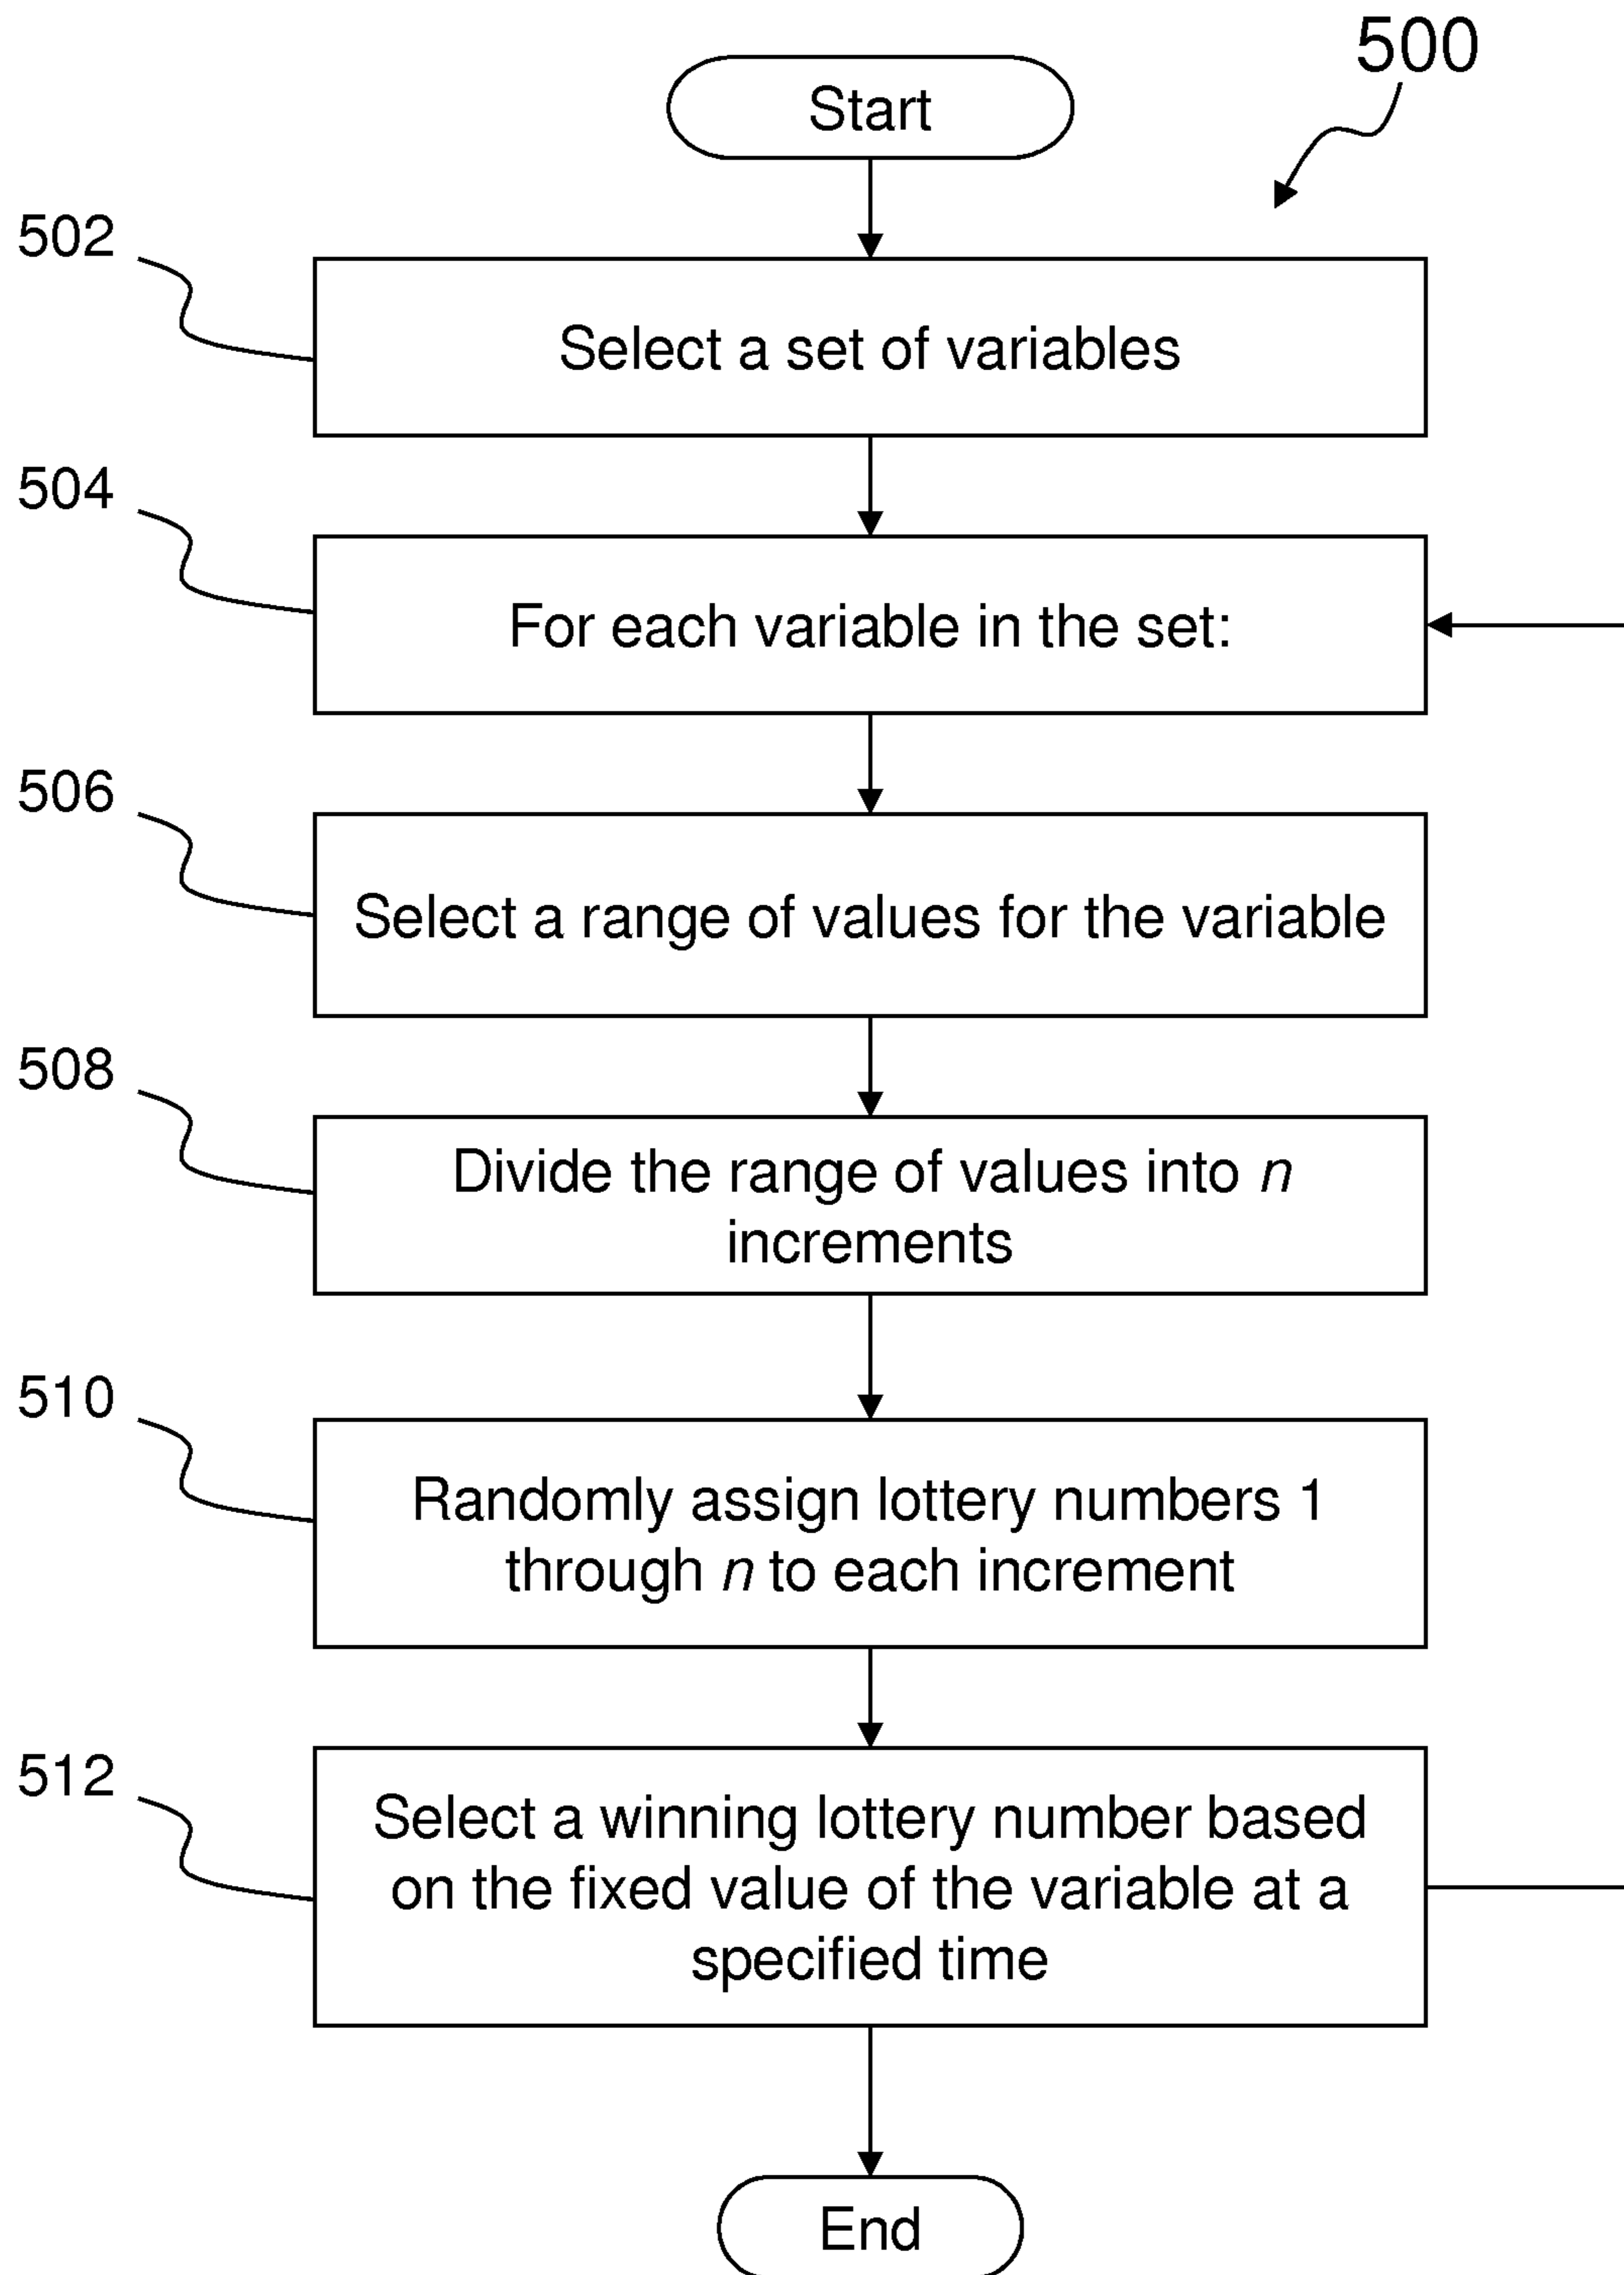 500
Start
502
Select a set of variables
504
For each variable in the set:
506
Select a range of values for the variable
508
Divide the range of values into n
increments
510
Randomly assign lottery numbers 1
through n to each increment
512
Select a winning lottery number based
on the fixed value of the variable at a
specified time
End